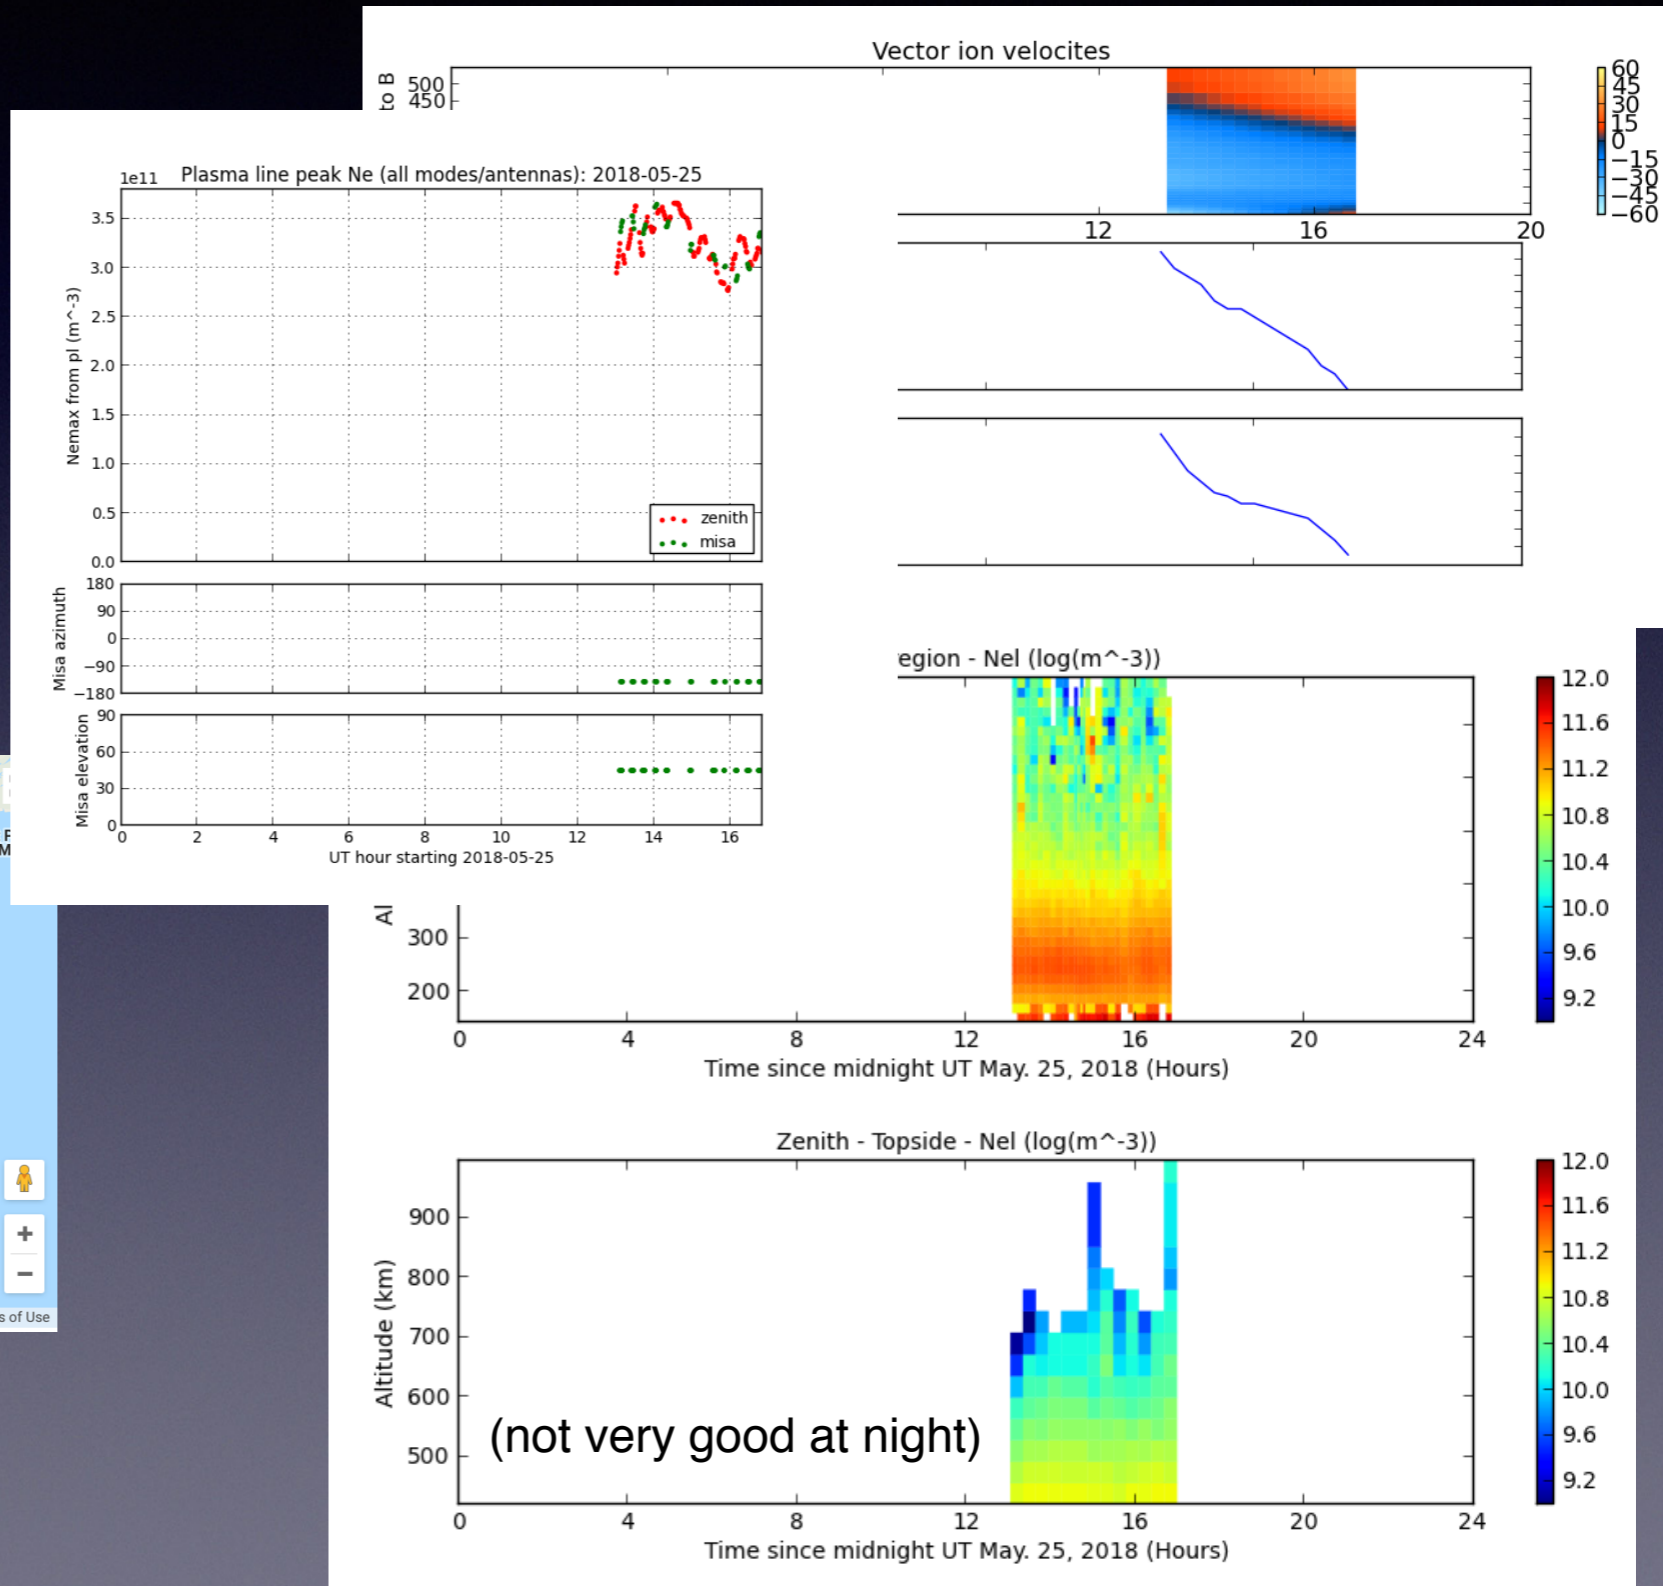 Vector ion velocites
to B
500
450
60
45
30
15
0
−15
−30
−45
−60
12
16
20
1e11
Plasma line peak Ne (all modes/antennas): 2018-05-25
Nemax from pl (m^-3)
3.5
3.0
2.5
2.0
1.5
1.0
0.5
0.0
zenith
misa
Misa azimuth
180
90
0
−90
−180
Misa elevation
90
60
30
0
0 2 4 6 8 10 12 14 16
UT hour starting 2018-05-25
egion - Nel (log(m^-3))
12.0
11.6
11.2
10.8
10.4
10.0
9.6
9.2
Al
300
200
0 4 8 12 16 20 24
Time since midnight UT May. 25, 2018 (Hours)
Zenith - Topside - Nel (log(m^-3))
Altitude (km)
900
800
700
600
500
(not very good at night)
12.0
11.6
11.2
10.8
10.4
10.0
9.6
9.2
0 4 8 12 16 20 24
Time since midnight UT May. 25, 2018 (Hours)
M
+
−
s of Use